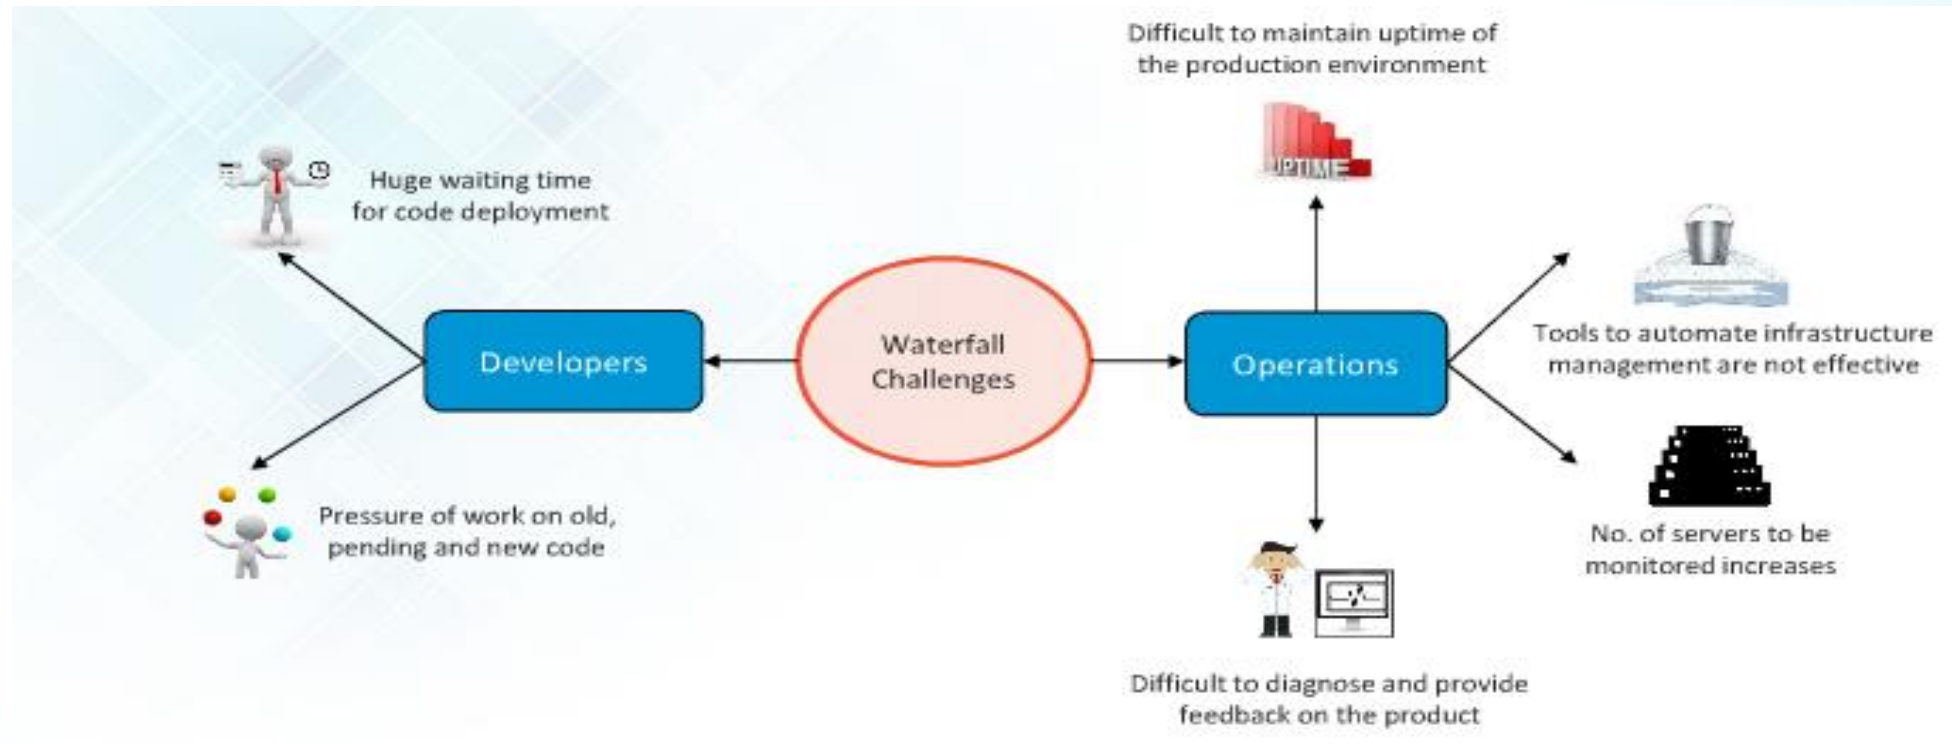 Difficult to maintain uptime of
the production environment
UPTIME
Huge waiting time
for code deployment
Developers
Waterfall
Challenges
Operations
Tools to automate infrastructure
management are not effective
Pressure of work on old,
pending and new code
No. of servers to be
monitored increases
Difficult to diagnose and provide
feedback on the product